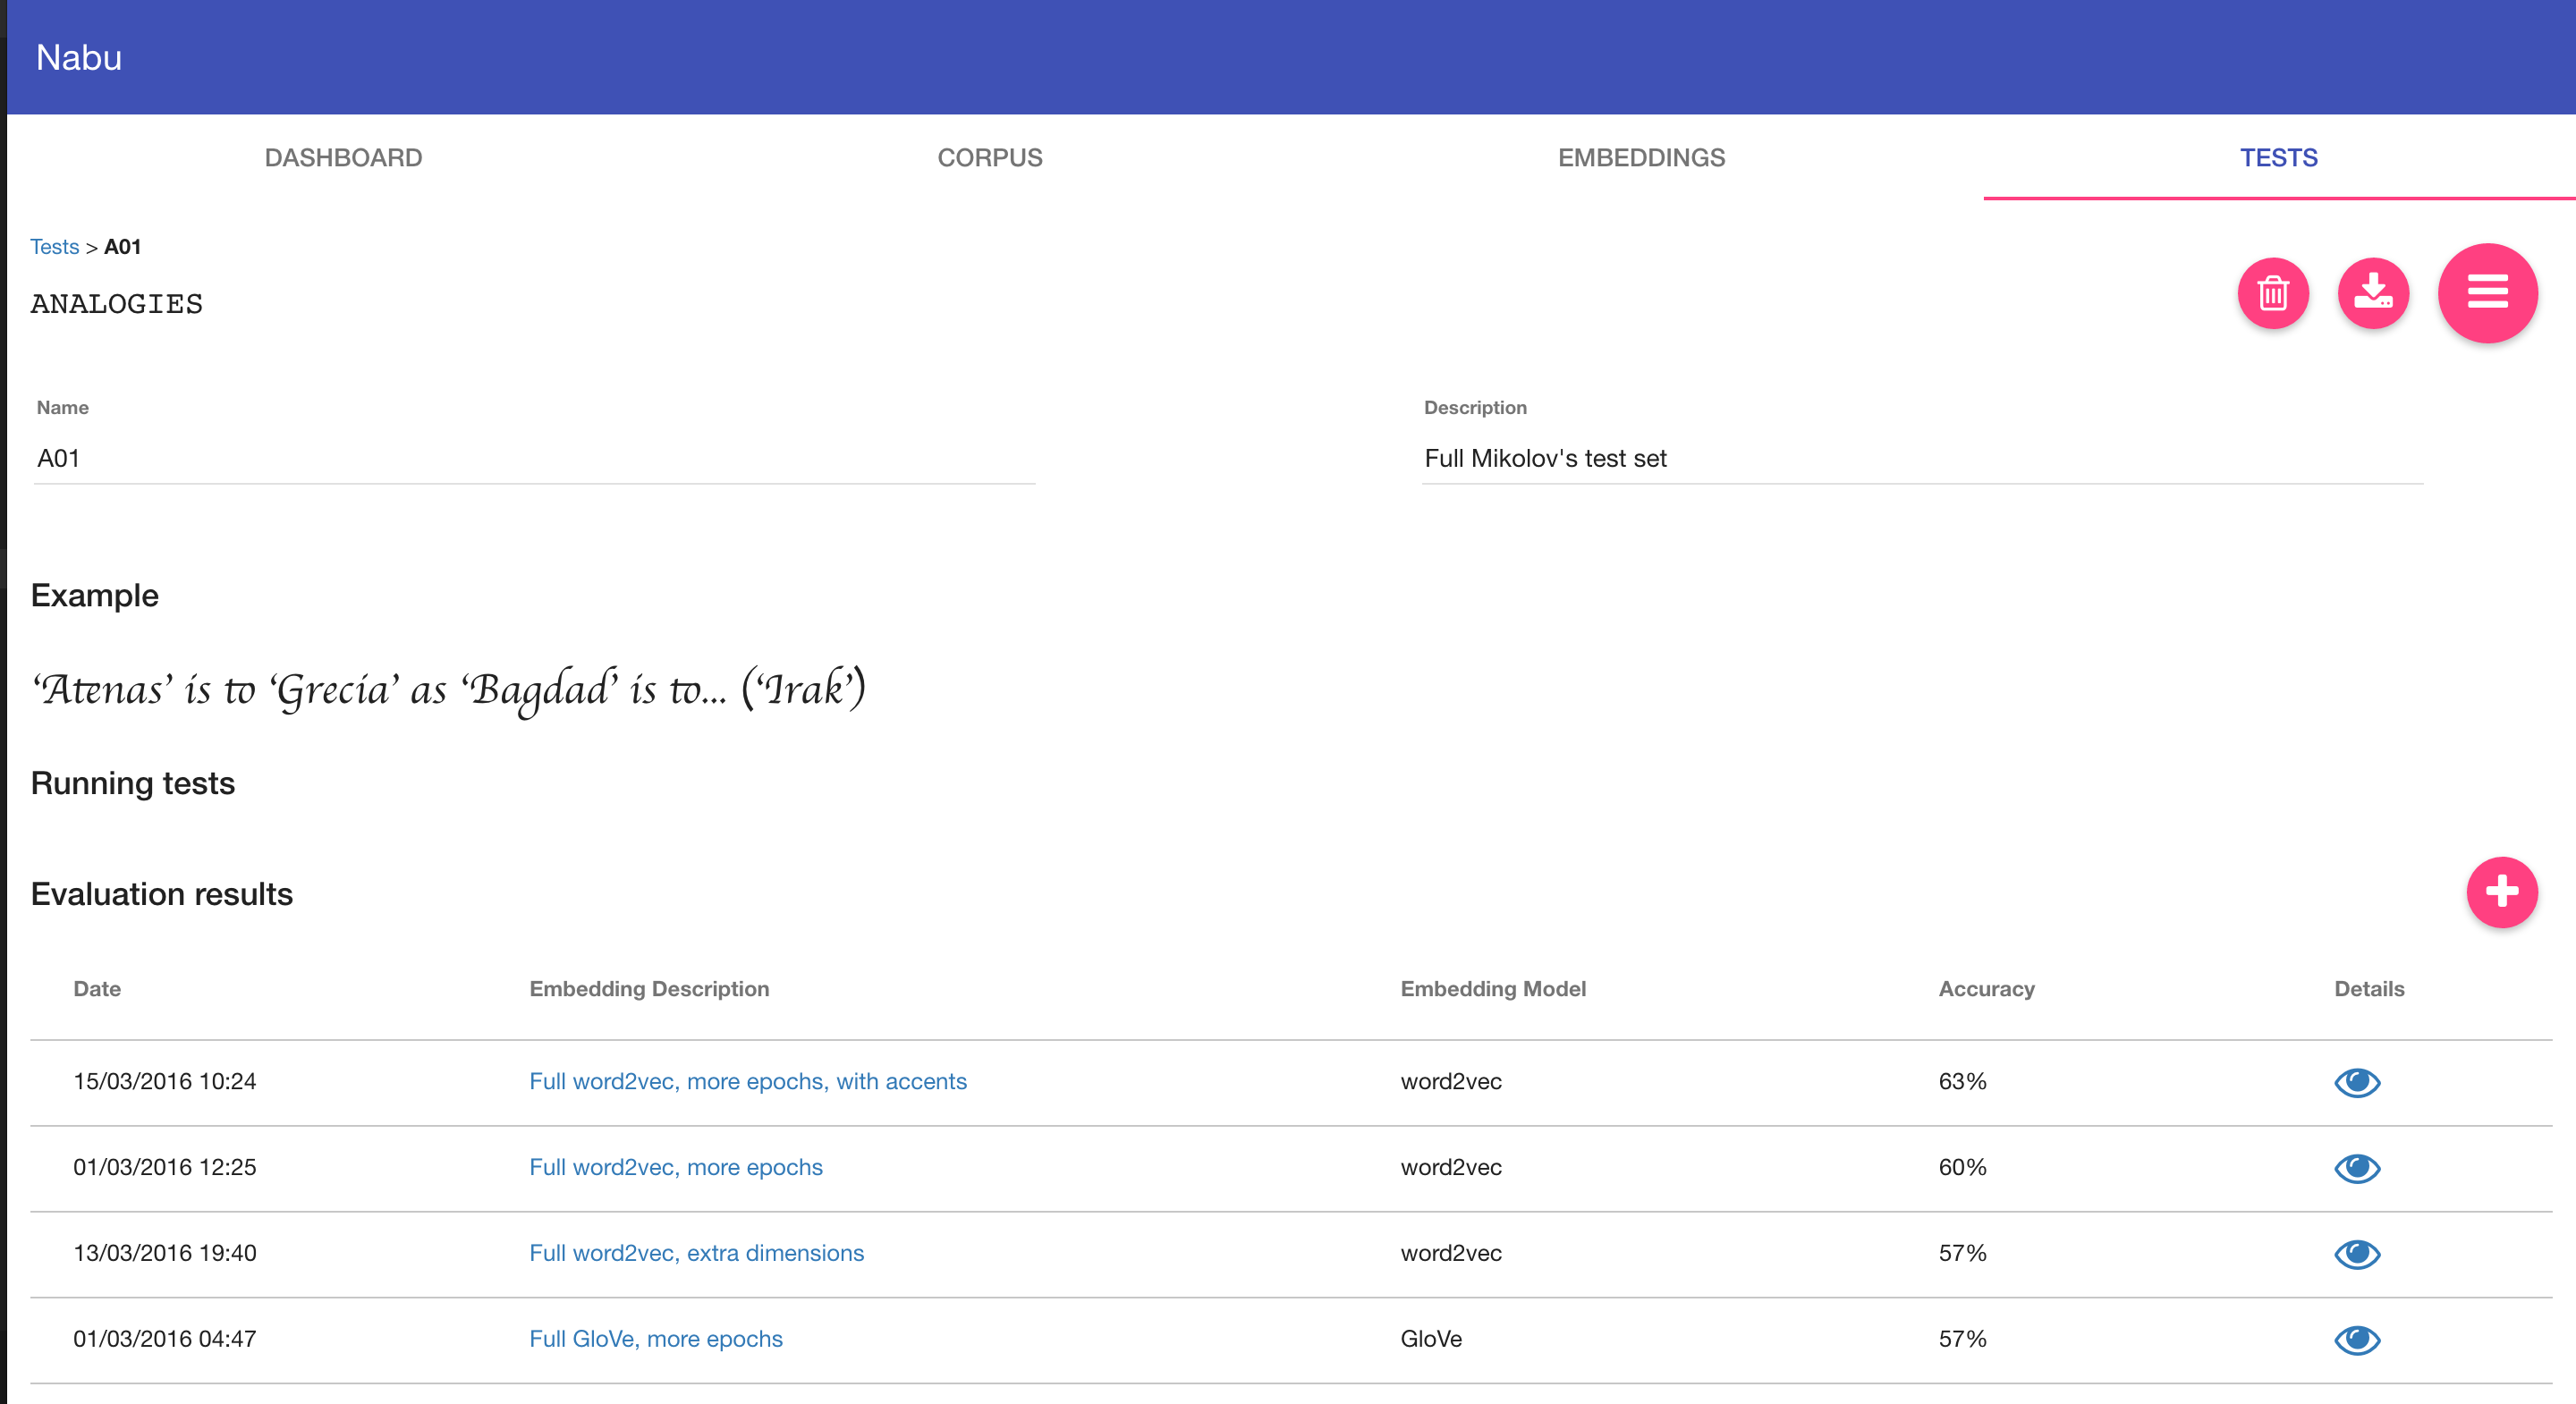 Nabu
DASHBOARD CORPUS EMBEDDINGS TESTS
Tests > A01
ANALOGIES
Name Description
A01 Full Mikolov's test set
Example
‘Atenas’ is to ‘Grecia’ as ‘Bagdad’ is to... (‘Irak’)
Running tests
Evaluation results
Date Embedding Description Embedding Model Accuracy Details
15/03/2016 10:24 Full word2vec, more epochs, with accents word2vec 63%
01/03/2016 12:25 Full word2vec, more epochs word2vec 60%
13/03/2016 19:40 Full word2vec, extra dimensions word2vec 57%
01/03/2016 04:47 Full GloVe, more epochs GloVe 57%